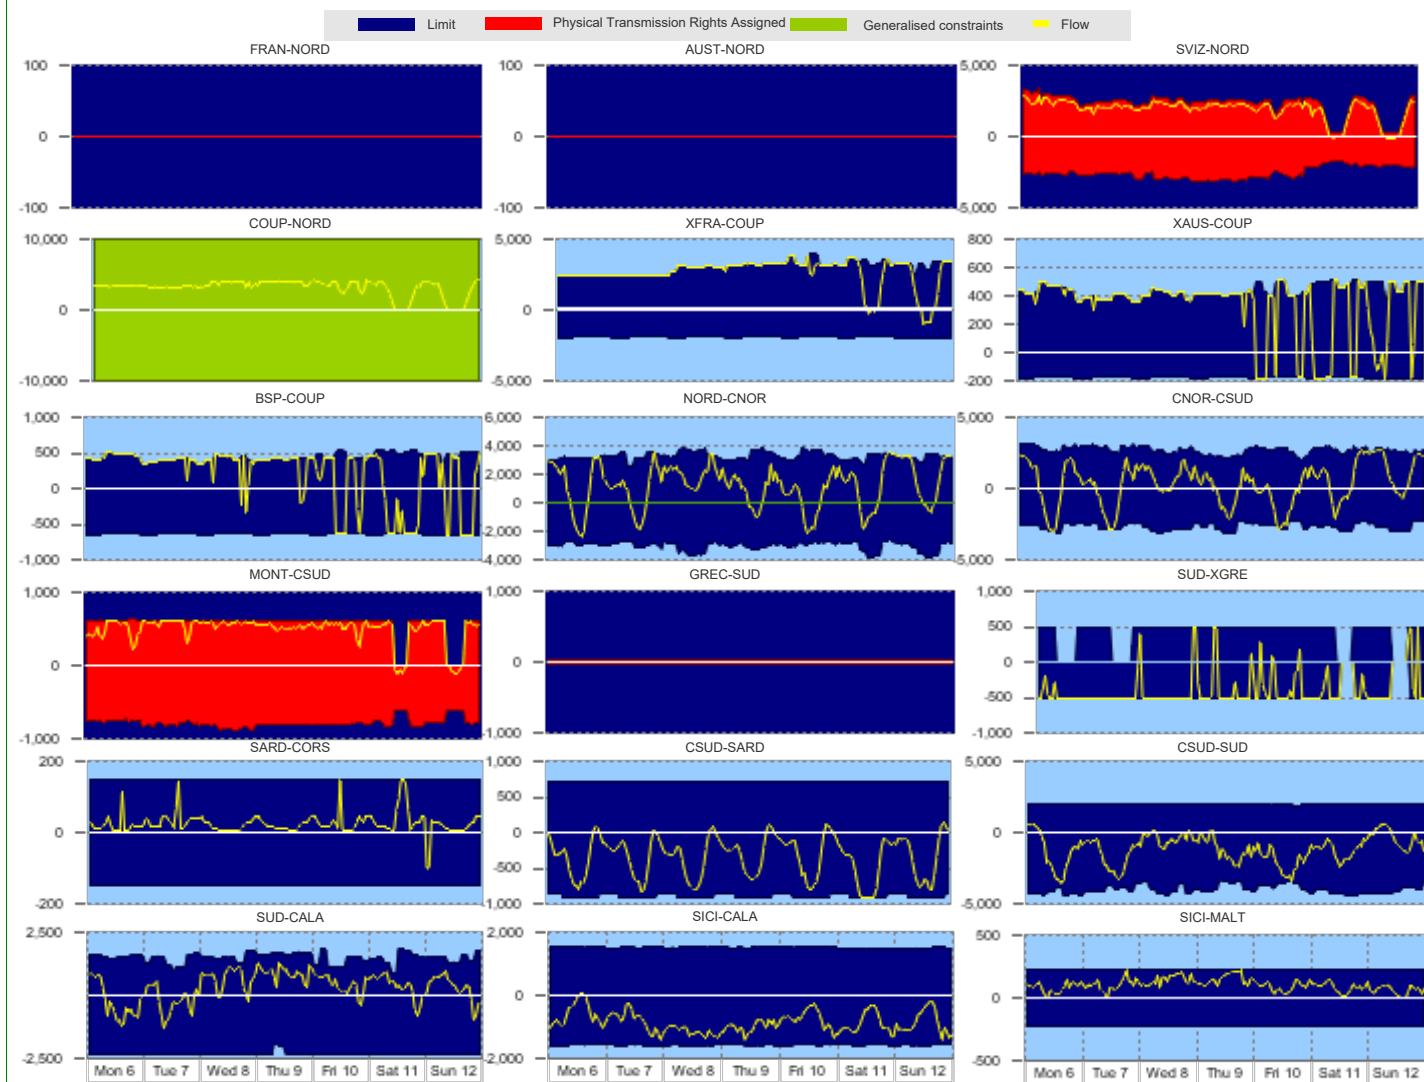 Limit Physical Transmission Rights Assigned Generalised constraints Flow
FRAN-NORD AUST-NORD SVIZ-NORD
100 100 5,000
0 0 0
-100 -100 -5,000
COUP-NORD XFRA-COUP XAUS-COUP
10,000 5,000 800
600
400
0 0 200
0
-10,000 -5,000 -200
BSP-COUP NORD-CNOR CNOR-CSUD
1,000 6,000 5,000
500 4,000
2,000
0 0 0
-500 -2,000
-1,000 -4,000 -5,000
MONT-CSUD GREC-SUD SUD-XGRE
1,000 1,000 1,000
500
0 0 0
-500
-1,000 -1,000 -1,000
SARD-CORS CSUD-SARD CSUD-SUD
200 1,000 5,000
500
0 0 0
-500
-200 -1,000 -5,000
SUD-CALA SICI-CALA SICI-MALT
2,500 2,000 500
0 0 0
-2,500 -2,000 -500
Mon 6 Tue 7 Wed 8 Thu 9 Fri 10 Sat 11 Sun 12 Mon 6 Tue 7 Wed 8 Thu 9 Fri 10 Sat 11 Sun 12 Mon 6 Tue 7 Wed 8 Thu 9 Fri 10 Sat 11 Sun 12